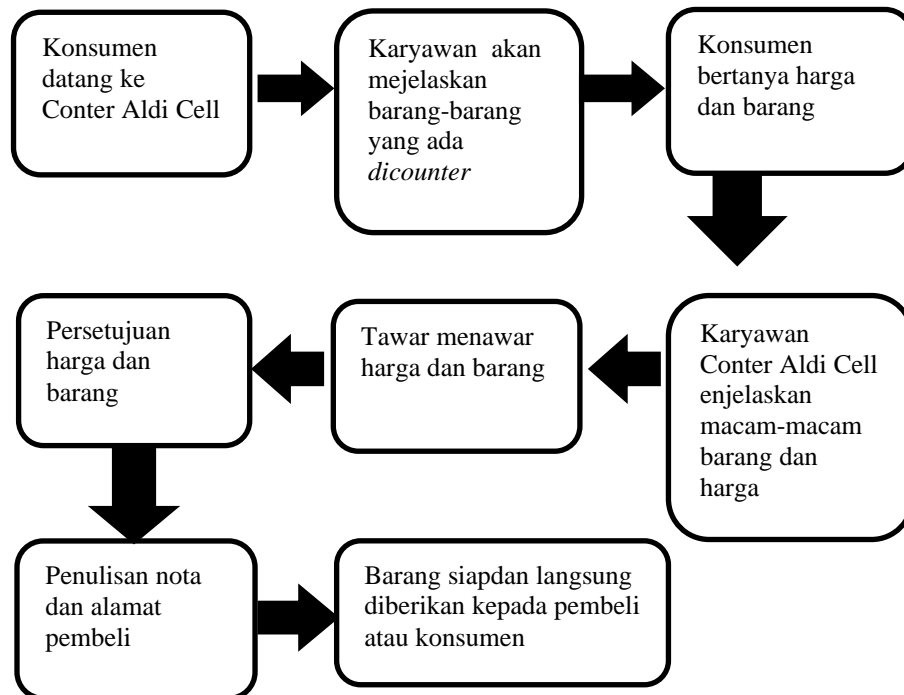 Konsumen
datang ke
Conter Aldi Cell
Karyawan akan
mejelaskan
barang-barang
yang ada
dicounter
Konsumen
bertanya harga
dan barang
Karyawan
Conter Aldi Cell
enjelaskan
macam-macam
barang dan
harga
Tawar menawar
harga dan barang
Persetujuan
harga dan
barang
Penulisan nota
dan alamat
pembeli
Barang siapdan langsung
diberikan kepada pembeli
atau konsumen